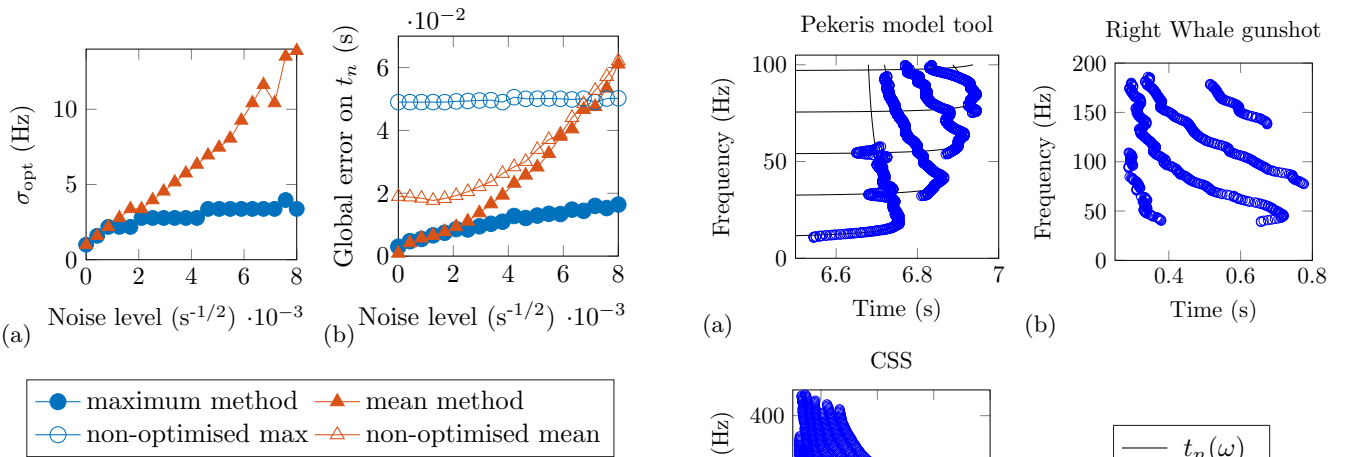 ·10⁻²
10
5
0
σopt (Hz)
0 2 4 6 8
Noise level (s-1/2) ·10⁻³
(a)
6
4
2
0
Global error on tn (s)
0 2 4 6 8
Noise level (s-1/2) ·10⁻³
(b)
maximum method
mean method
non-optimised max
non-optimised mean
Pekeris model tool
100
50
0
Frequency (Hz)
6.6 6.8 7
Time (s)
(a)
Right Whale gunshot
200
150
100
50
0
Frequency (Hz)
0.4 0.6 0.8
Time (s)
(b)
CSS
400
(Hz)
tn(ω)